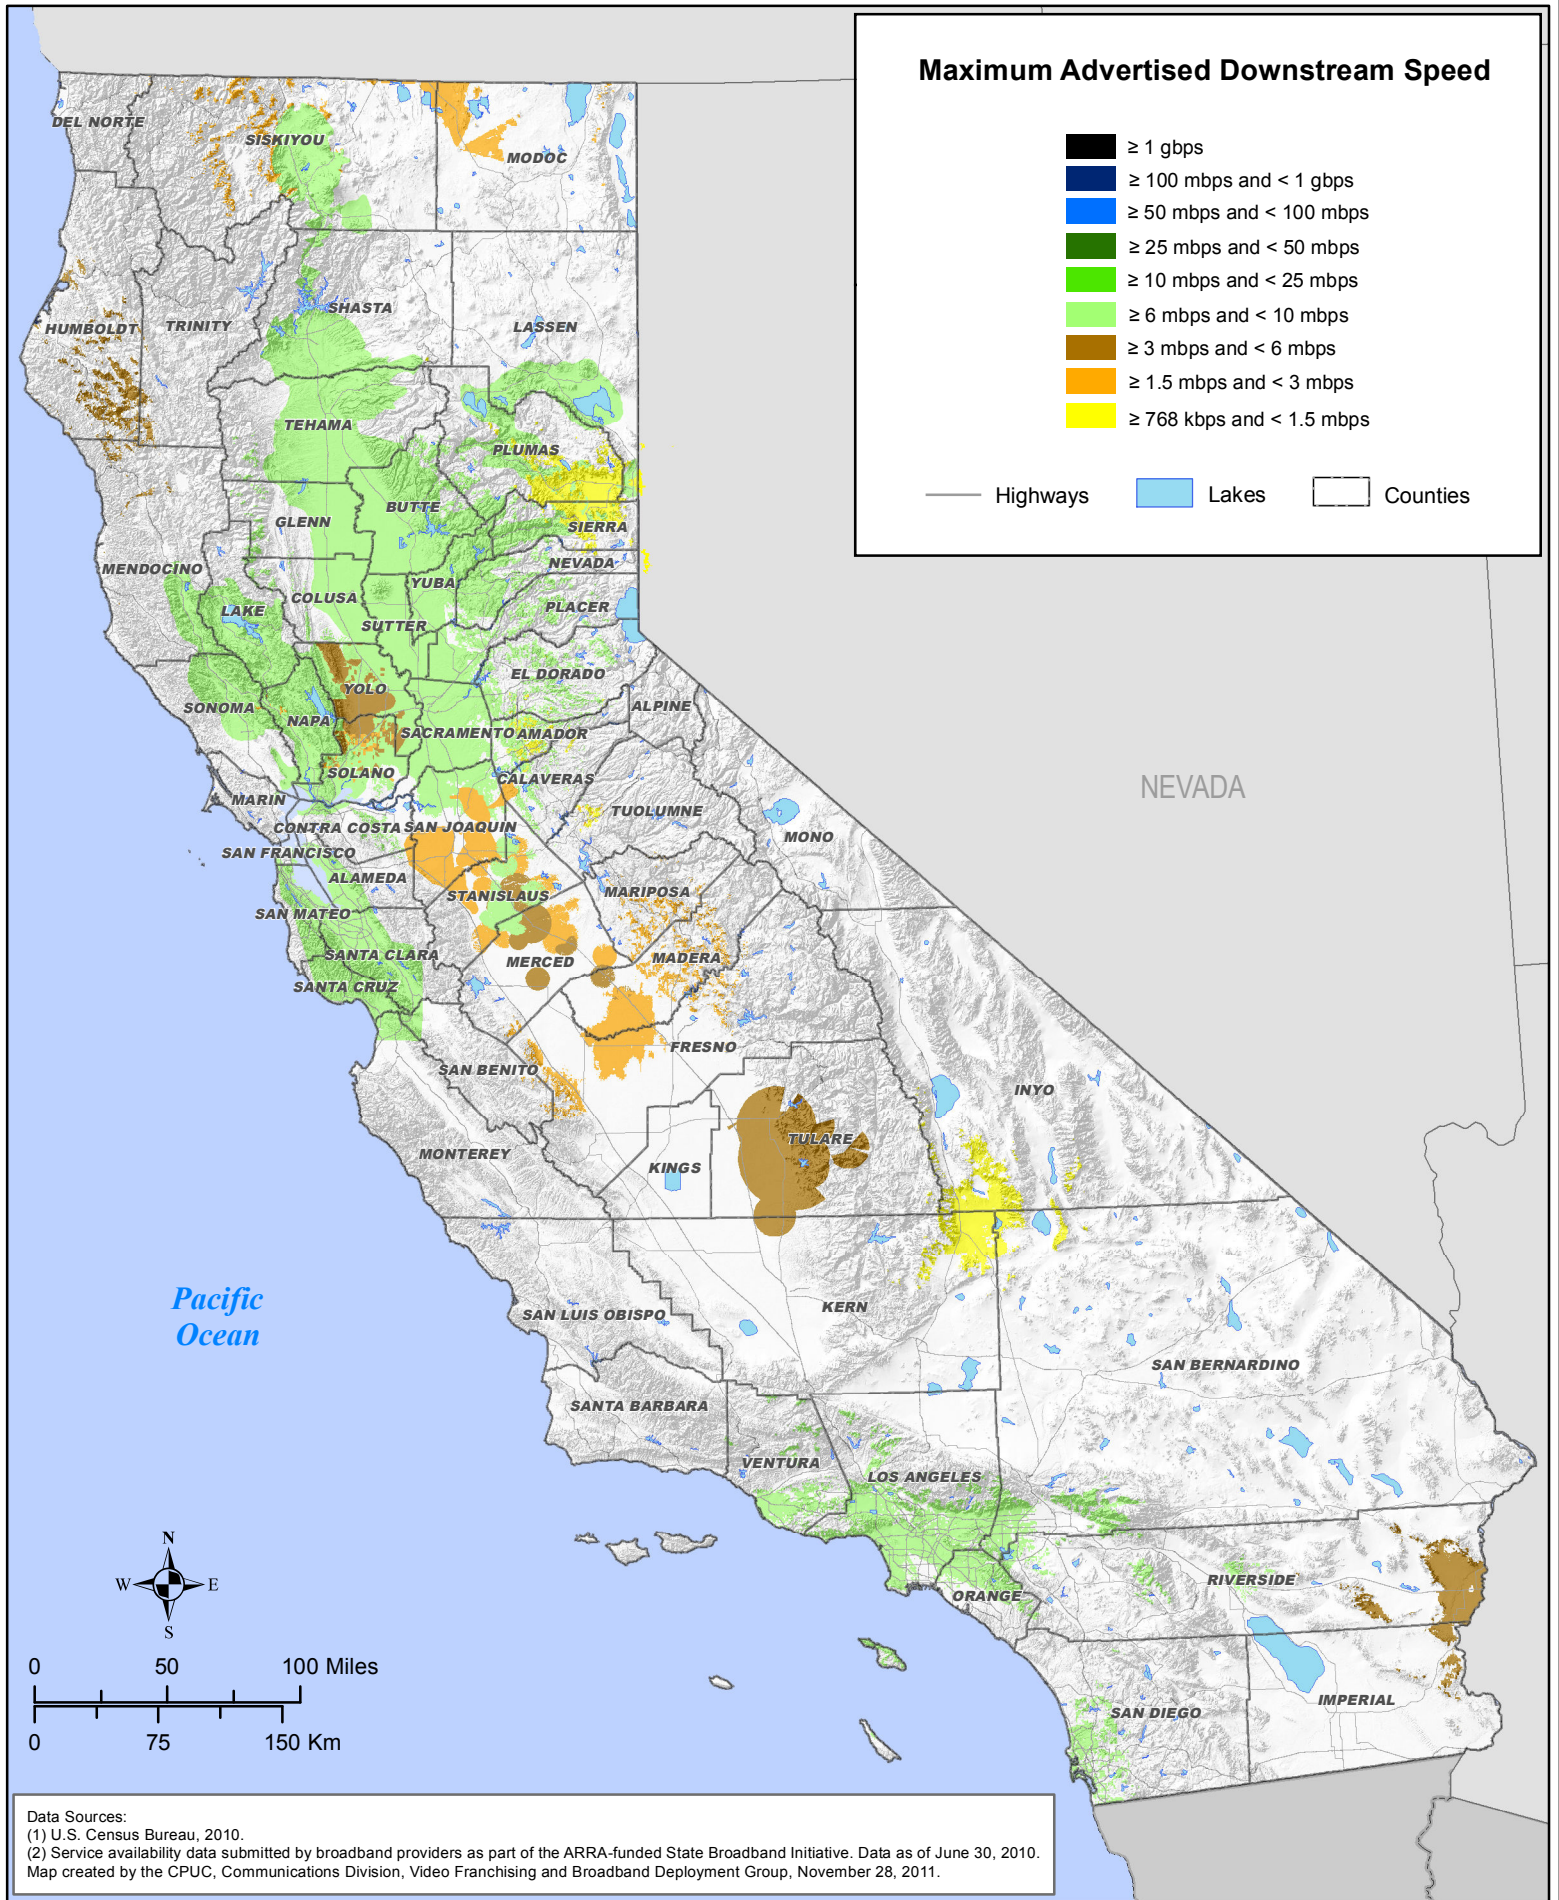 Maximum Advertised Downstream Speed
≥ 1 gbps
≥ 100 mbps and < 1 gbps
≥ 50 mbps and < 100 mbps
≥ 25 mbps and < 50 mbps
≥ 10 mbps and < 25 mbps
≥ 6 mbps and < 10 mbps
≥ 3 mbps and < 6 mbps
≥ 1.5 mbps and < 3 mbps
≥ 768 kbps and < 1.5 mbps
Highways
Lakes
Counties
DEL NORTE
SISKIYOU
MODOC
HUMBOLDT
TRINITY
SHASTA
LASSEN
TEHAMA
PLUMAS
BUTTE
GLENN
SIERRA
NEVADA
MENDOCINO
YUBA
COLUSA
PLACER
LAKE
SUTTER
EL DORADO
YOLO
SONOMA
NAPA
ALPINE
SACRAMENTO
AMADOR
SOLANO
CALAVERAS
NEVADA
MARIN
TUOLUMNE
CONTRA COSTA
SAN JOAQUIN
MONO
SAN FRANCISCO
ALAMEDA
STANISLAUS
MARIPOSA
SAN MATEO
SANTA CLARA
MERCED
MADERA
SANTA CRUZ
FRESNO
SAN BENITO
INYO
MONTEREY
TULARE
KINGS
Pacific
Ocean
SAN LUIS OBISPO
KERN
SAN BERNARDINO
SANTA BARBARA
VENTURA
LOS ANGELES
RIVERSIDE
ORANGE
IMPERIAL
SAN DIEGO
N
W
E
S
0
50
100 Miles
0
75
150 Km
Data Sources:
(1) U.S. Census Bureau, 2010.
(2) Service availability data submitted by broadband providers as part of the ARRA-funded State Broadband Initiative. Data as of June 30, 2010.
Map created by the CPUC, Communications Division, Video Franchising and Broadband Deployment Group, November 28, 2011.